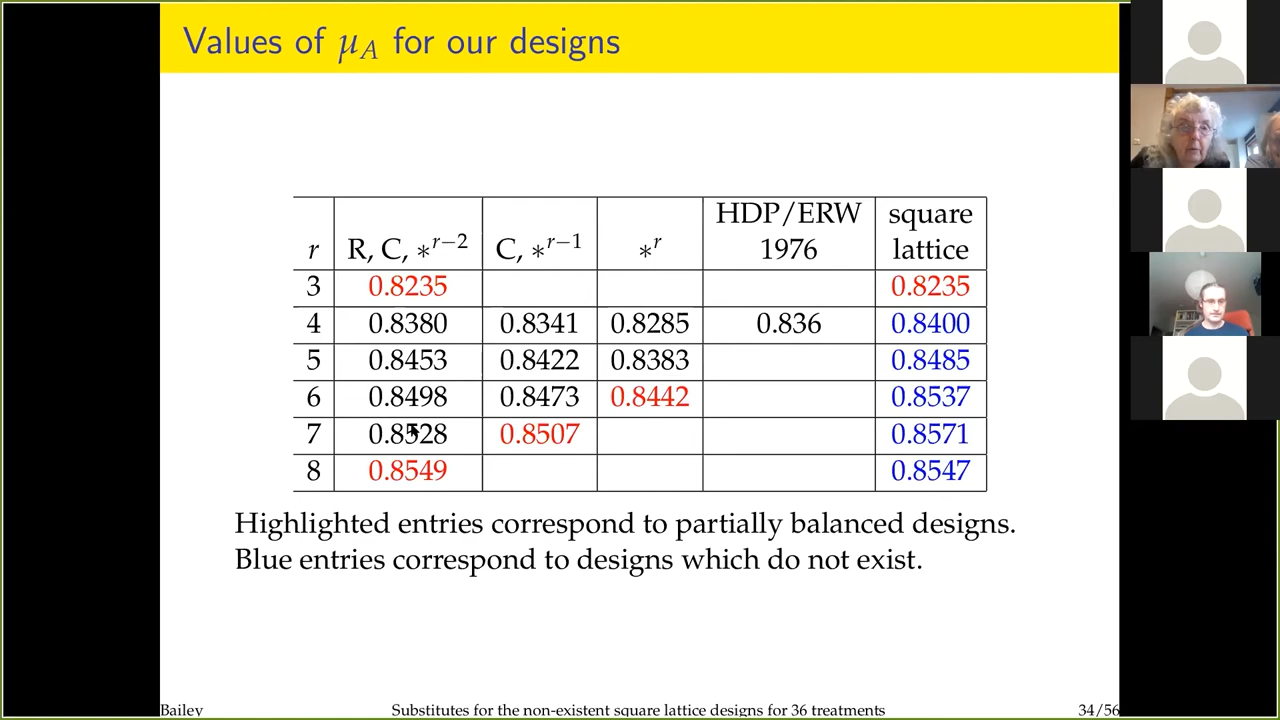 Values of μ_A for our designs
HDP/ERW square
r R, C, *^{r−2} C, *^{r−1} *^r 1976 lattice
3 0.8235 0.8235
4 0.8380 0.8341 0.8285 0.836 0.8400
5 0.8453 0.8422 0.8383 0.8485
6 0.8498 0.8473 0.8442 0.8537
7 0.8528 0.8507 0.8571
8 0.8549 0.8547
Highlighted entries correspond to partially balanced designs.
Blue entries correspond to designs which do not exist.
Bailey Substitutes for the non-existent square lattice designs for 36 treatments 34/56